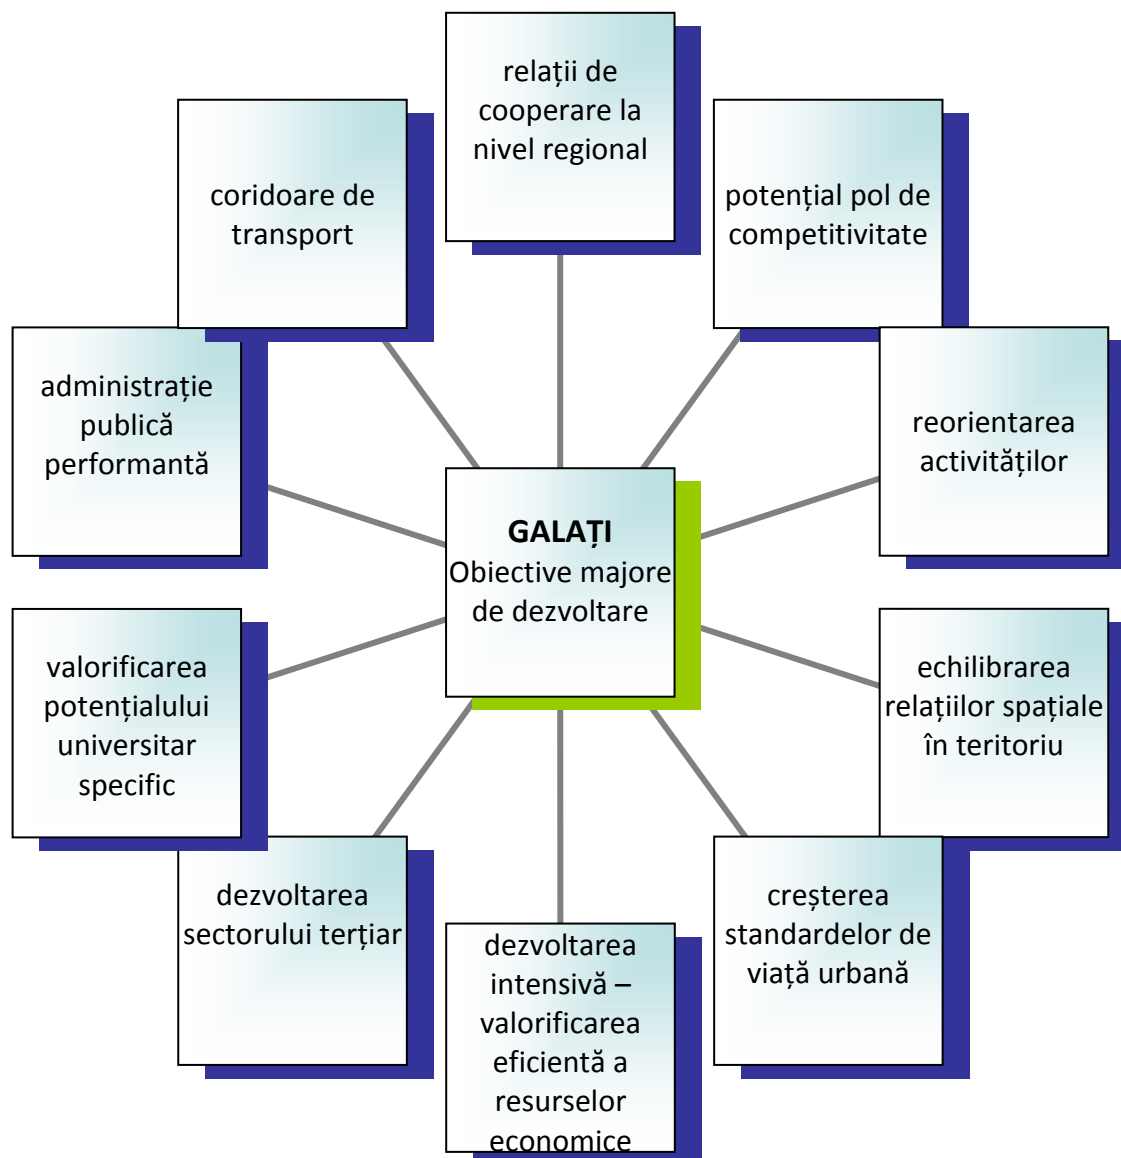 relații de
cooperare la
nivel regional
potențial pol de
competitivitate
reorientarea
activităților
echilibrarea
relațiilor spațiale
în teritoriu
creșterea
standardelor de
viață urbană
dezvoltarea
intensivă –
valorificarea
eficientă a
resurselor
economice
dezvoltarea
sectorului terțiar
valorificarea
potențialului
universitar
specific
administrație
publică
performantă
coridoare de
transport
GALAȚI
Obiective majore
de dezvoltare